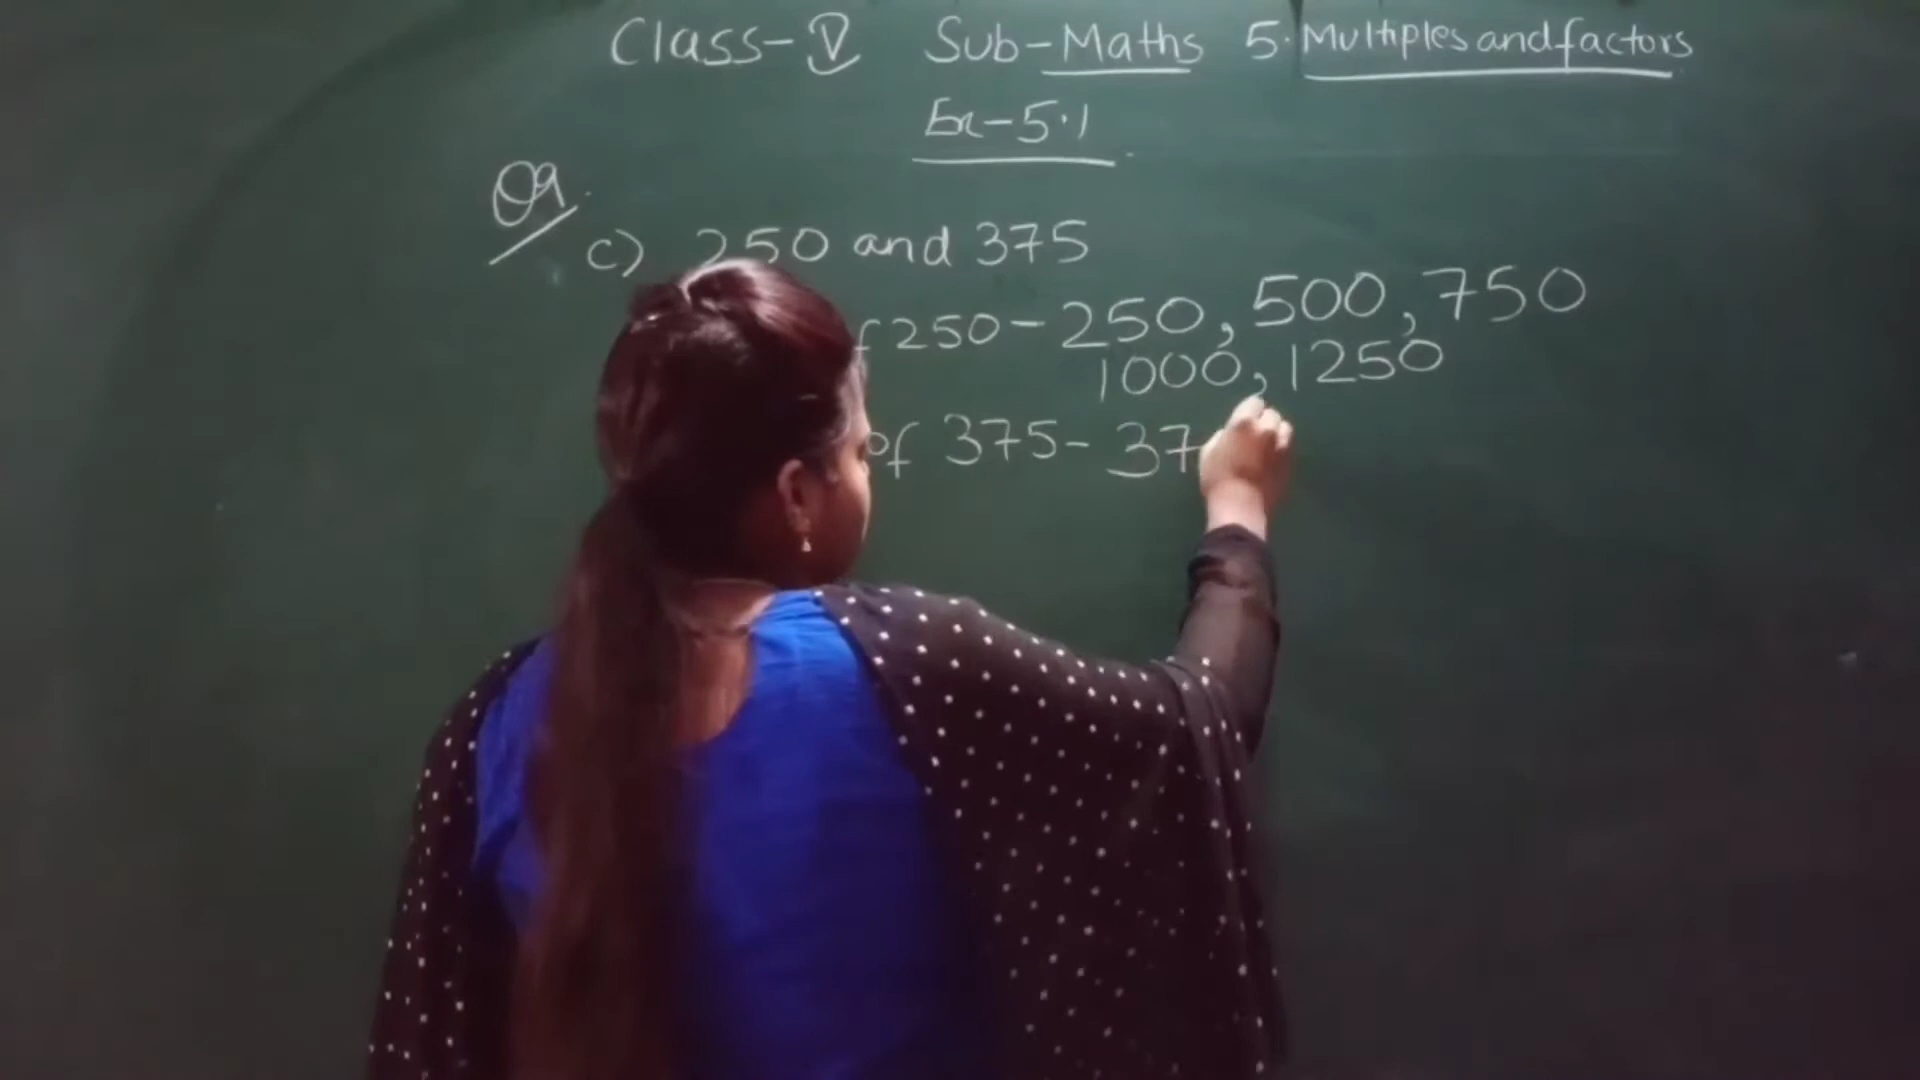 Class-V Sub-Maths 5. Multiples and factors
Ex-5.1
Q9.
c) 250 and 375
f 250-250, 500, 750
1000, 1250
of 375-37